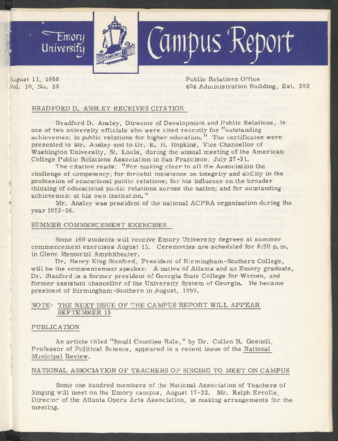 Emory
University
Campus Report
August 11, 1958
Vol. 10, No. 38
Public Relations Office
404 Administration Building, Ext. 393
BRADFORD D. ANSLEY RECEIVES CITATION
Bradford D. Ansley, Director of Development and Public Relations, is
one of two university officials who were cited recently for "outstanding
achievement in public relations for higher education." The certificates were
presented to Mr. Ansley and to Dr. E. H. Hopkins, Vice Chancellor of
Washington University, St. Louis, during the annual meeting of the American
College Public Relations Association in San Francisco, July 27-31.
The citation reads: "For making clear to all the Association the
challenge of competency; for forceful insistence on integrity and ability in the
profession of educational public relations; for his influence on the broader
thinking of educational public relations across the nation; and for outstanding
achievement at his own institution."
Mr. Ansley was president of the national ACPRA organization during the
year 1955-56.
SUMMER COMMENCEMENT EXERCISES
Some 160 students will receive Emory University degrees at summer
commencement exercises August 15. Ceremonies are scheduled for 6:30 p.m.
in Glenn Memorial Amphitheater.
Dr. Henry King Stanford, President of Birmingham-Southern College,
will be the commencement speaker. A native of Atlanta and an Emory graduate,
Dr. Stanford is a former president of Georgia State College for Women, and
former assistant chancellor of the University System of Georgia. He became
president of Birmingham-Southern in August, 1957.
NOTE: THE NEXT ISSUE OF THE CAMPUS REPORT WILL APPEAR
SEPTEMBER 15
PUBLICATION
An article titled "Small Counties Rule," by Dr. Cullen B. Gosnell,
Professor of Political Science, appeared in a recent issue of the National
Municipal Review.
NATIONAL ASSOCIATION OF TEACHERS OF SINGING TO MEET ON CAMPUS
Some one hundred members of the National Association of Teachers of
Singing will meet on the Emory campus, August 17-22. Mr. Ralph Errolle,
Director of the Atlanta Opera Arts Association, is making arrangements for the
meeting.